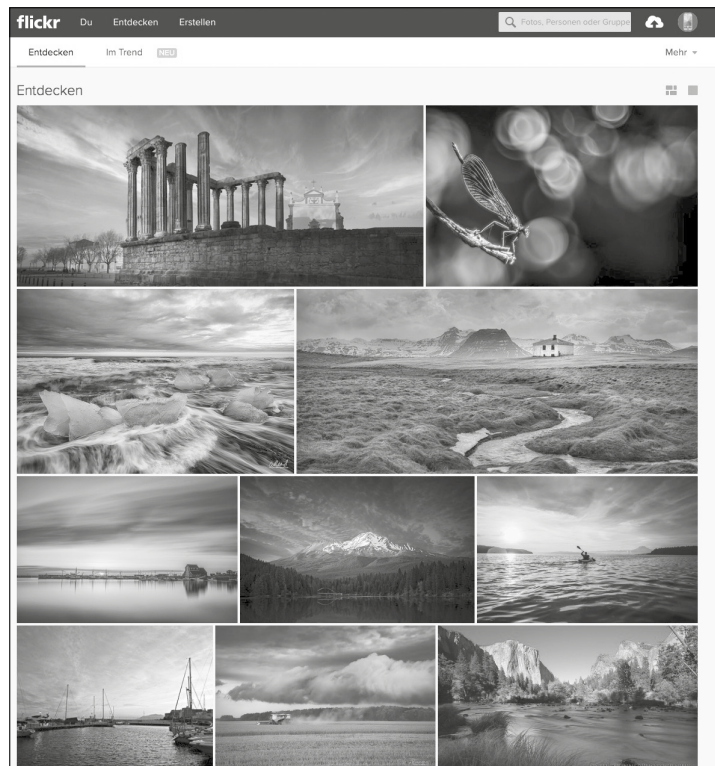 flickr Du Entdecken Erstellen Fotos, Personen oder Gruppe
Entdecken Im Trend NEU Mehr
Entdecken